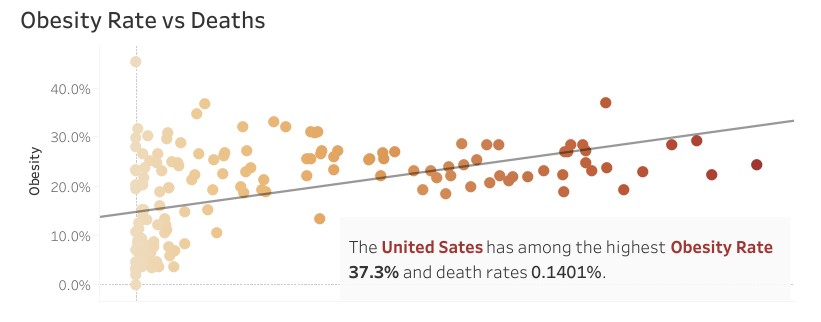 Obesity Rate vs Deaths
40.0%
30.0%
Obesity
20.0%
10.0%
0.0%
The United Sates has among the highest Obesity Rate
37.3% and death rates 0.1401%.